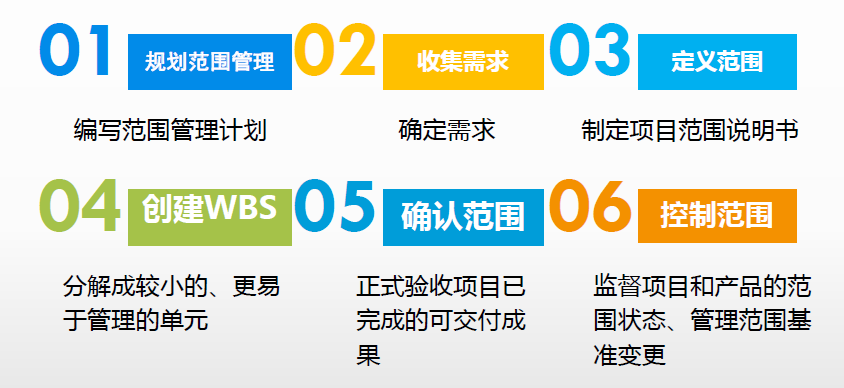 01 规划范围管理 02 收集需求 03 定义范围
编写范围管理计划 确定需求 制定项目范围说明书
04 创建WBS 05 确认范围 06 控制范围
分解成较小的、更易
于管理的单元
正式验收项目已
完成的可交付成
果
监督项目和产品的范
围状态、管理范围基
准变更